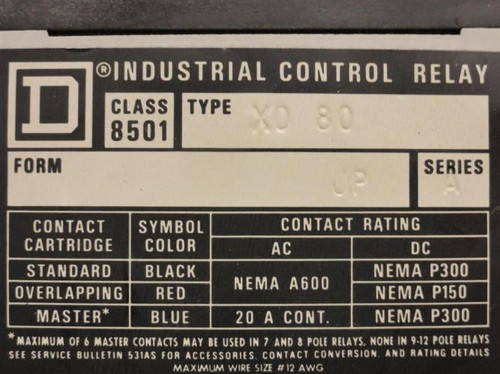 D ® INDUSTRIAL CONTROL RELAY
CLASS 8501 TYPE XO 80
FORM JP SERIES A
CONTACT CARTRIDGE SYMBOL COLOR CONTACT RATING
AC DC
STANDARD BLACK NEMA A600 NEMA P300
OVERLAPPING RED NEMA P150
MASTER* BLUE 20 A CONT. NEMA P300
*MAXIMUM OF 6 MASTER CONTACTS MAY BE USED IN 7 AND 8 POLE RELAYS, NONE IN 9-12 POLE RELAYS
SEE SERVICE BULLETIN 531AS FOR ACCESSORIES, CONTACT CONVERSION, AND RATING DETAILS
MAXIMUM WIRE SIZE #12 AWG